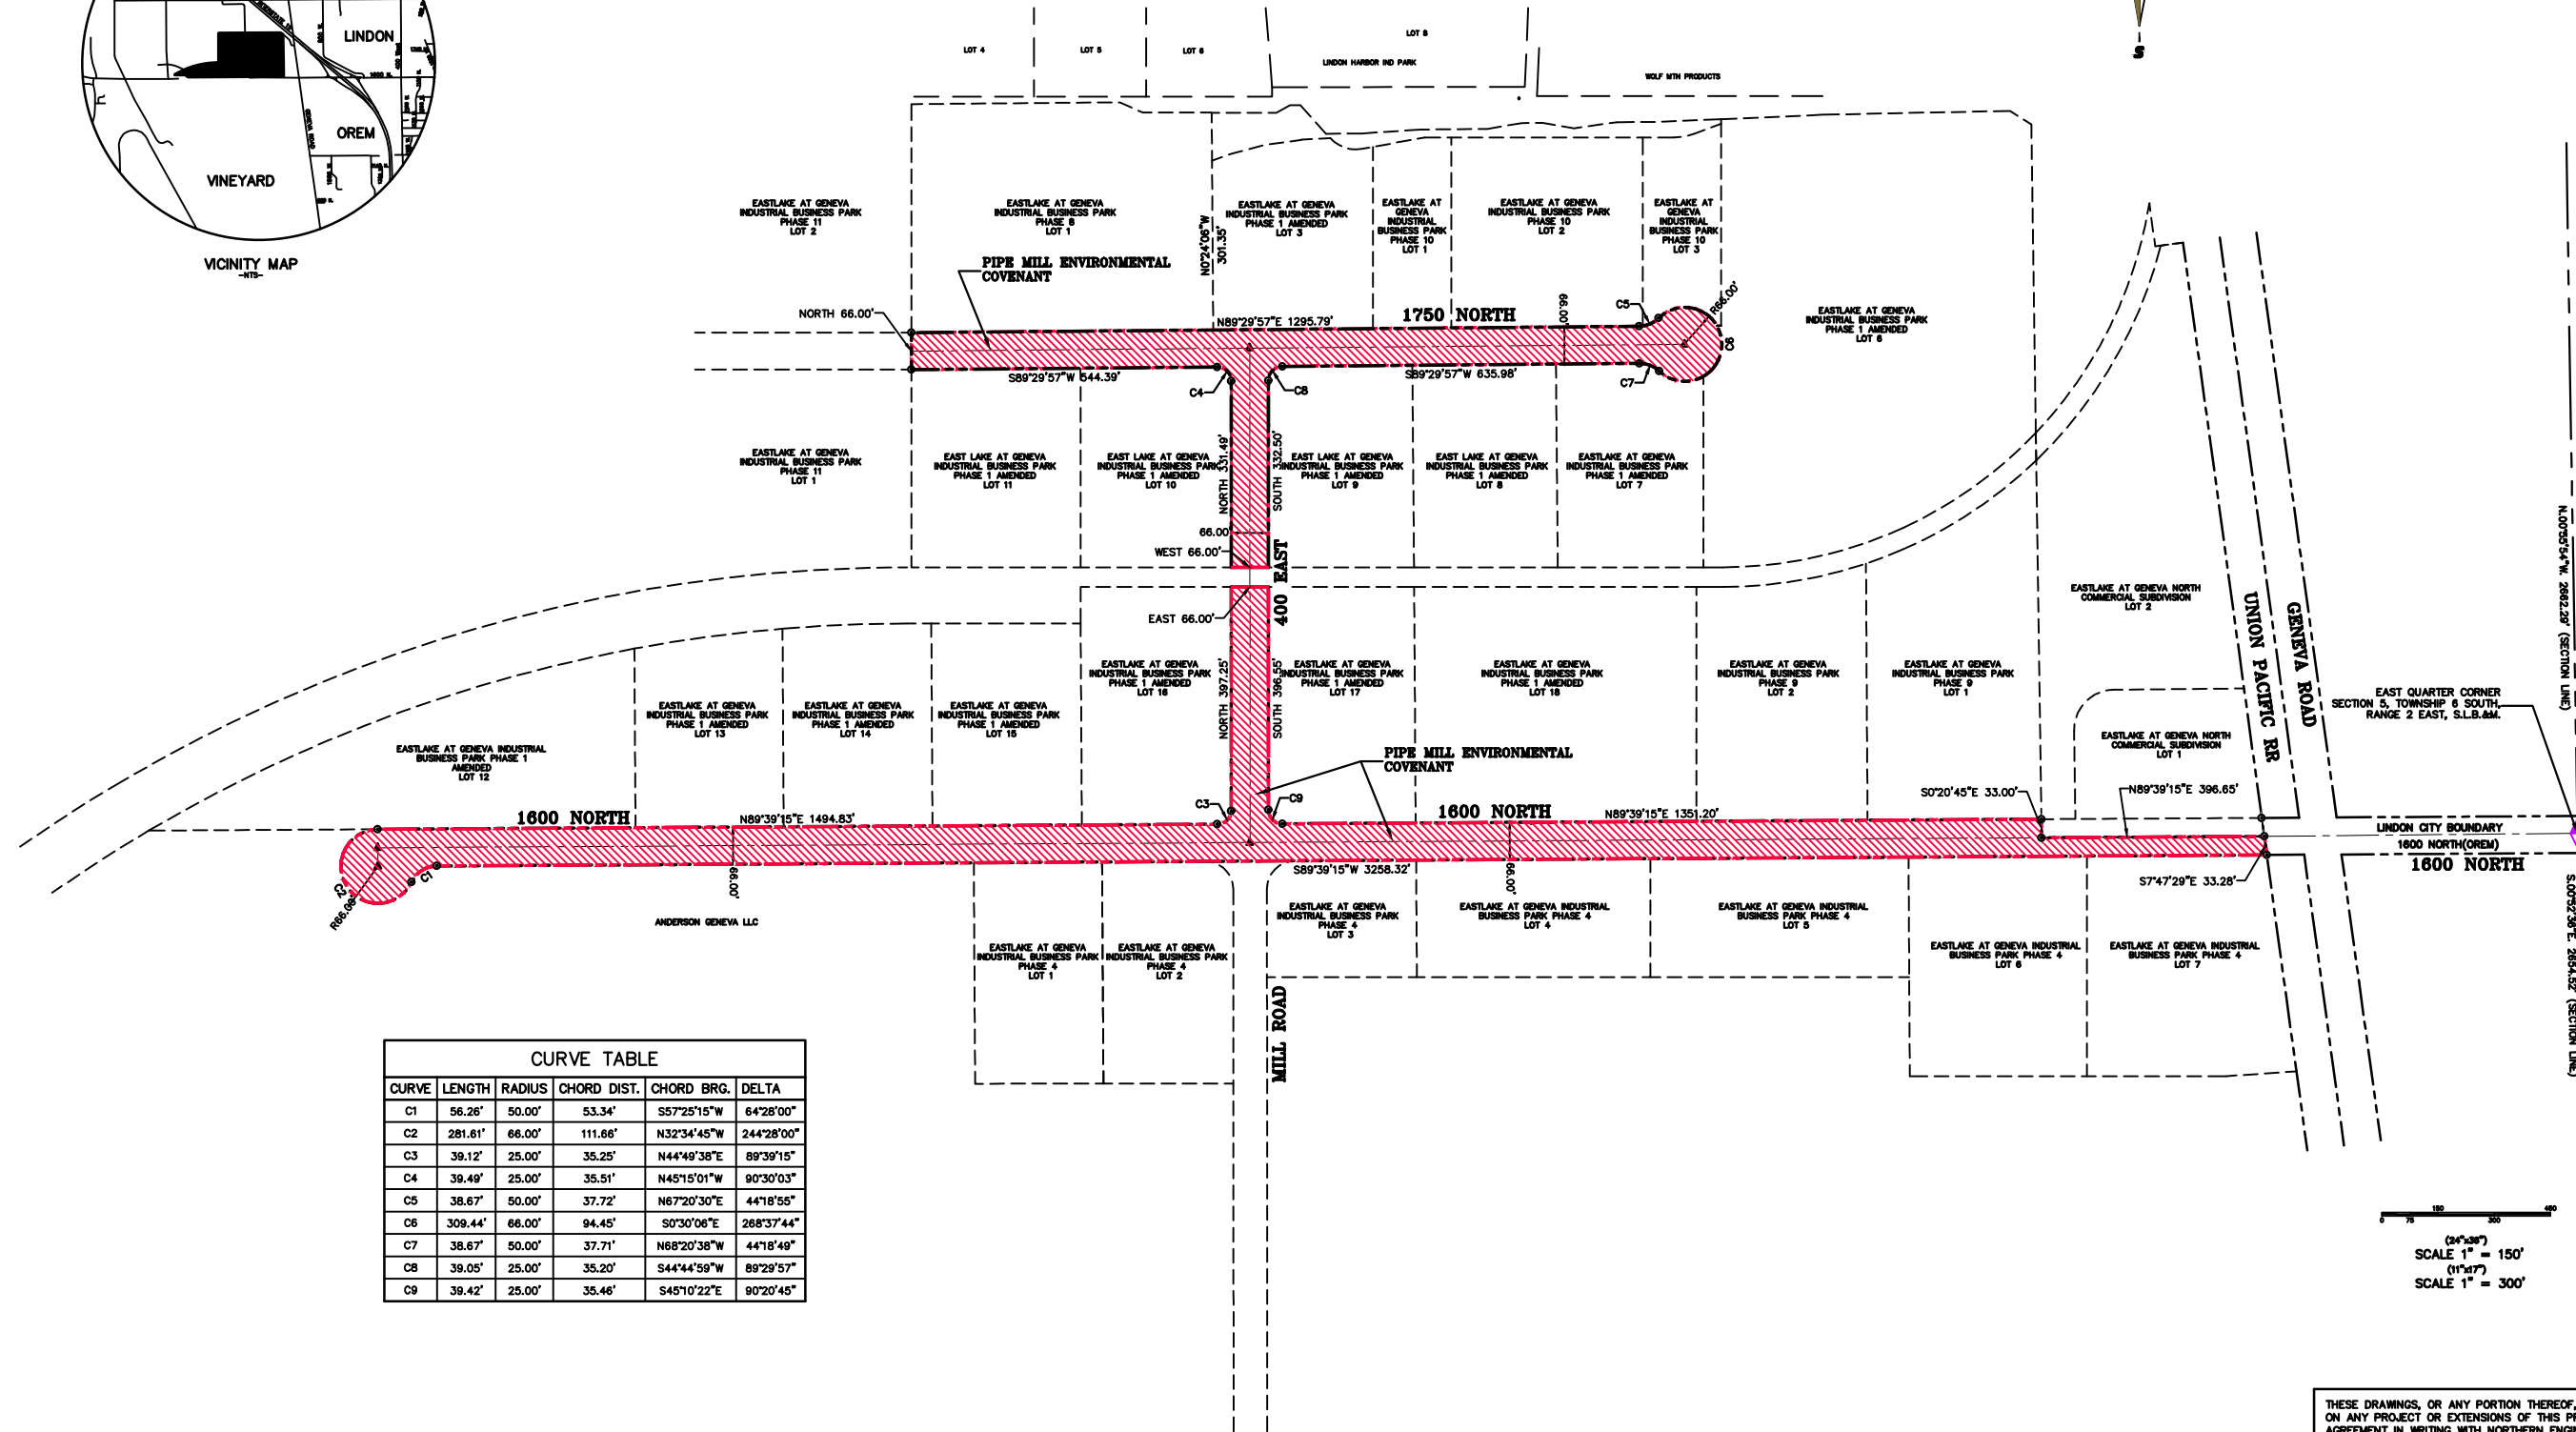 LINDON
OREM
VINEYARD
GENEVA ROAD
1600 N.
VICINITY MAP
-NTS-
S
LOT 4
LOT 5
LOT 6
LOT 8
LINDON HARBOR IND PARK
WOLF MTN PRODUCTS
EASTLAKE AT GENEVA
INDUSTRIAL BUSINESS PARK
PHASE 11
LOT 2
EASTLAKE AT GENEVA
INDUSTRIAL BUSINESS PARK
PHASE 8
LOT 1
N0°24'06"W
301.35'
EASTLAKE AT GENEVA
INDUSTRIAL BUSINESS PARK
PHASE 1 AMENDED
LOT 3
EASTLAKE AT
GENEVA
INDUSTRIAL
BUSINESS PARK
PHASE 10
LOT 1
EASTLAKE AT GENEVA
INDUSTRIAL BUSINESS PARK
PHASE 10
LOT 2
EASTLAKE AT
GENEVA
INDUSTRIAL
BUSINESS PARK
PHASE 10
LOT 3
PIPE MILL ENVIRONMENTAL
COVENANT
NORTH 66.00'
N89°29'57"E 1295.79'
1750 NORTH
66.00'
C5
R66.00'
C6
EASTLAKE AT GENEVA
INDUSTRIAL BUSINESS PARK
PHASE 1 AMENDED
LOT 6
S89°29'57"W 544.39'
C4
C8
S89°29'57"W 635.98'
C7
EASTLAKE AT GENEVA
INDUSTRIAL BUSINESS PARK
PHASE 11
LOT 1
EAST LAKE AT GENEVA
INDUSTRIAL BUSINESS PARK
PHASE 1 AMENDED
LOT 11
EAST LAKE AT GENEVA
INDUSTRIAL BUSINESS PARK
PHASE 1 AMENDED
LOT 10
NORTH 331.49'
SOUTH 332.50'
EAST LAKE AT GENEVA
INDUSTRIAL BUSINESS PARK
PHASE 1 AMENDED
LOT 9
EAST LAKE AT GENEVA
INDUSTRIAL BUSINESS PARK
PHASE 1 AMENDED
LOT 8
EASTLAKE AT GENEVA
INDUSTRIAL BUSINESS PARK
PHASE 1 AMENDED
LOT 7
66.00'
WEST 66.00'
400 EAST
EAST 66.00'
N.00°55'54"W. 2662.29' (SECTION LINE)
EASTLAKE AT GENEVA NORTH
COMMERCIAL SUBDIVISION
LOT 2
UNION PACIFIC RR
GENEVA ROAD
EASTLAKE AT GENEVA
INDUSTRIAL BUSINESS PARK
PHASE 1 AMENDED
LOT 16
NORTH 397.25'
SOUTH 396.55'
EASTLAKE AT GENEVA
INDUSTRIAL BUSINESS PARK
PHASE 1 AMENDED
LOT 17
EASTLAKE AT GENEVA
INDUSTRIAL BUSINESS PARK
PHASE 1 AMENDED
LOT 18
EASTLAKE AT GENEVA
INDUSTRIAL BUSINESS PARK
PHASE 9
LOT 2
EASTLAKE AT GENEVA
INDUSTRIAL BUSINESS PARK
PHASE 9
LOT 1
EAST QUARTER CORNER
SECTION 5, TOWNSHIP 6 SOUTH,
RANGE 2 EAST, S.L.B.&M.
EASTLAKE AT GENEVA
INDUSTRIAL BUSINESS PARK
PHASE 1 AMENDED
LOT 13
EASTLAKE AT GENEVA
INDUSTRIAL BUSINESS PARK
PHASE 1 AMENDED
LOT 14
EASTLAKE AT GENEVA
INDUSTRIAL BUSINESS PARK
PHASE 1 AMENDED
LOT 15
EASTLAKE AT GENEVA INDUSTRIAL
BUSINESS PARK PHASE 1
AMENDED
LOT 12
EASTLAKE AT GENEVA NORTH
COMMERCIAL SUBDIVISION
LOT 1
PIPE MILL ENVIRONMENTAL
COVENANT
S0°20'45"E 33.00'
N89°39'15"E 396.65'
1600 NORTH
N89°39'15"E 1494.83'
C3
C9
1600 NORTH
N89°39'15"E 1351.20'
LINDON CITY BOUNDARY
1600 NORTH(OREM)
1600 NORTH
C2
R66.00'
C1
66.00'
S89°39'15"W 3258.32'
66.00'
S7°47'29"E 33.28'
S.00°52'38"E. 2654.52' (SECTION LINE)
ANDERSON GENEVA LLC
EASTLAKE AT GENEVA
INDUSTRIAL BUSINESS PARK
PHASE 4
LOT 3
EASTLAKE AT GENEVA INDUSTRIAL
BUSINESS PARK PHASE 4
LOT 4
EASTLAKE AT GENEVA INDUSTRIAL
BUSINESS PARK PHASE 4
LOT 5
EASTLAKE AT GENEVA
INDUSTRIAL BUSINESS PARK
PHASE 4
LOT 1
EASTLAKE AT GENEVA
INDUSTRIAL BUSINESS PARK
PHASE 4
LOT 2
EASTLAKE AT GENEVA INDUSTRIAL
BUSINESS PARK PHASE 4
LOT 6
EASTLAKE AT GENEVA INDUSTRIAL
BUSINESS PARK PHASE 4
LOT 7
MILL ROAD
CURVE TABLE
CURVE LENGTH RADIUS CHORD DIST. CHORD BRG. DELTA
C1 56.26' 50.00' 53.34' S57°25'15"W 64°28'00"
C2 281.61' 66.00' 111.66' N32°34'45"W 244°28'00"
C3 39.12' 25.00' 35.25' N44°49'38"E 89°39'15"
C4 39.49' 25.00' 35.51' N45°15'01"W 90°30'03"
C5 38.67' 50.00' 37.72' N67°20'30"E 44°18'55"
C6 309.44' 66.00' 94.45' S0°30'06"E 268°37'44"
C7 38.67' 50.00' 37.71' N68°20'38"W 44°18'49"
C8 39.05' 25.00' 35.20' S44°44'59"W 89°29'57"
C9 39.42' 25.00' 35.46' S45°10'22"E 90°20'45"
150 450
0 75 300
(24"x36")
SCALE 1" = 150'
(11"x17")
SCALE 1" = 300'
THESE DRAWINGS, OR ANY PORTION THEREOF,
ON ANY PROJECT OR EXTENSIONS OF THIS
AGREEMENT IN WRITING WITH NORTHERN